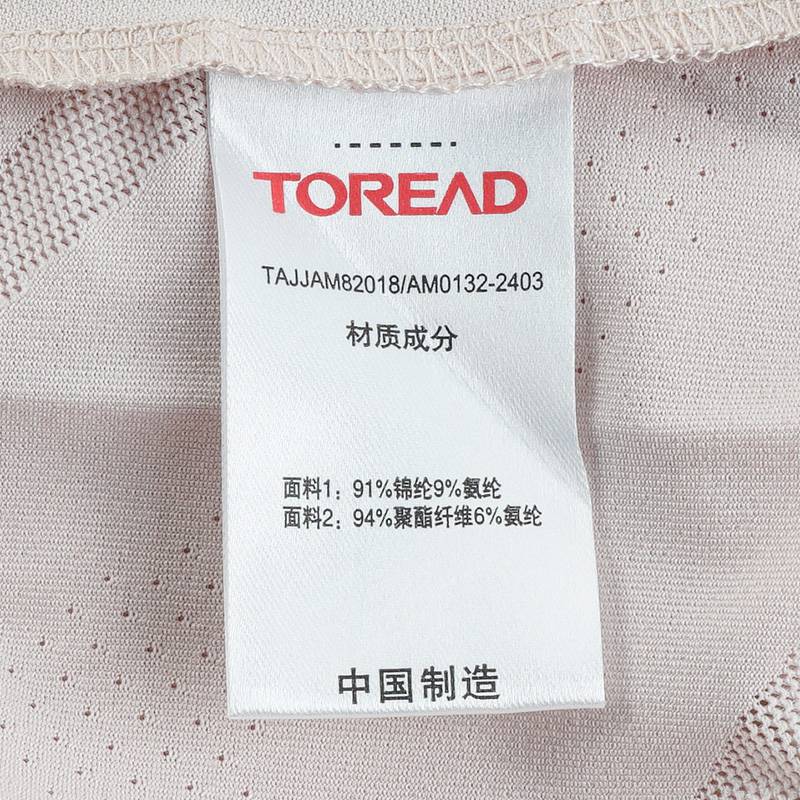 TOREAD
TAJJAM82018/AM0132-2403
材质成分
面料1：91%锦纶9%氨纶
面料2：94%聚酯纤维6%氨纶
中国制造